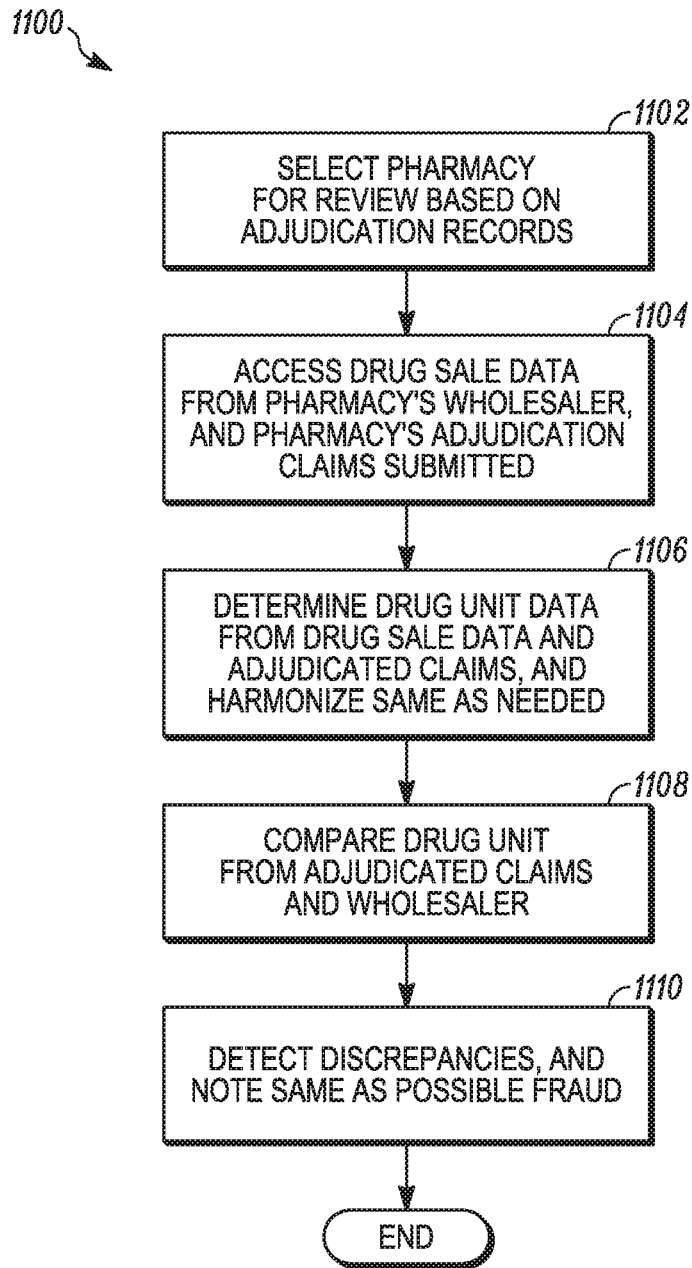 1100
1102
SELECT PHARMACY
FOR REVIEW BASED ON
ADJUDICATION RECORDS
1104
ACCESS DRUG SALE DATA
FROM PHARMACY'S WHOLESALER,
AND PHARMACY'S ADJUDICATION
CLAIMS SUBMITTED
1106
DETERMINE DRUG UNIT DATA
FROM DRUG SALE DATA AND
ADJUDICATED CLAIMS, AND
HARMONIZE SAME AS NEEDED
1108
COMPARE DRUG UNIT
FROM ADJUDICATED CLAIMS
AND WHOLESALER
1110
DETECT DISCREPANCIES, AND
NOTE SAME AS POSSIBLE FRAUD
END